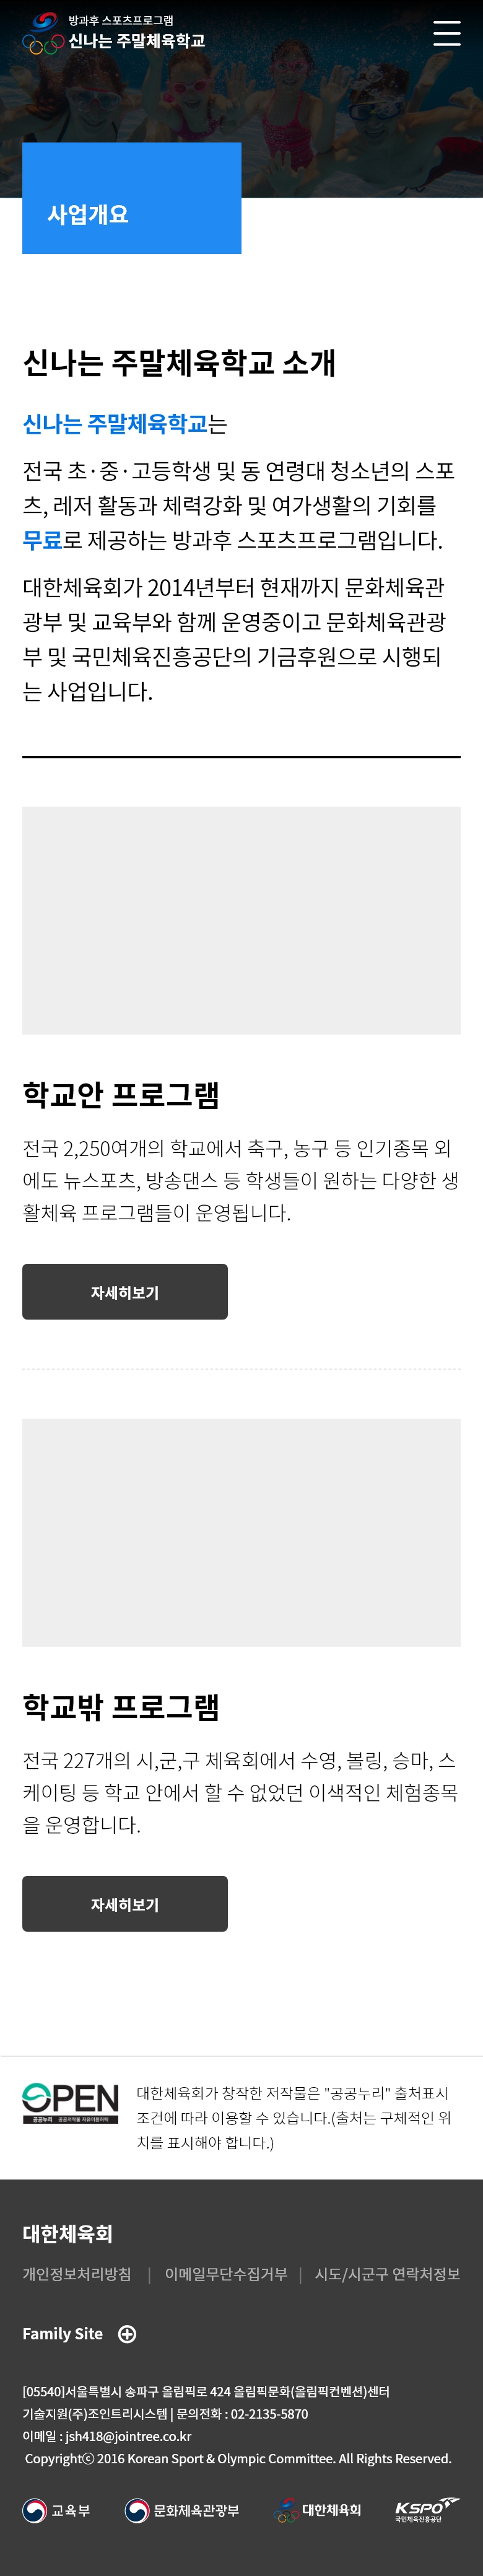 방과후 스포츠프로그램
신나는 주말체육학교
사업개요
신나는 주말체육학교 소개
신나는 주말체육학교는
전국 초·중·고등학생 및 동 연령대 청소년의 스포
츠, 레저 활동과 체력강화 및 여가생활의 기회를
무료로 제공하는 방과후 스포츠프로그램입니다.
대한체육회가 2014년부터 현재까지 문화체육관
광부 및 교육부와 함께 운영중이고 문화체육관광
부 및 국민체육진흥공단의 기금후원으로 시행되
는 사업입니다.
학교안 프로그램
전국 2,250여개의 학교에서 축구, 농구 등 인기종목 외
에도 뉴스포츠, 방송댄스 등 학생들이 원하는 다양한 생
활체육 프로그램들이 운영됩니다.
자세히보기
학교밖 프로그램
전국 227개의 시,군,구 체육회에서 수영, 볼링, 승마, 스
케이팅 등 학교 안에서 할 수 없었던 이색적인 체험종목
을 운영합니다.
자세히보기
OPEN
공공누리 공공저작물 자유이용허락
대한체육회가 창작한 저작물은 "공공누리" 출처표시
조건에 따라 이용할 수 있습니다.(출처는 구체적인 위
치를 표시해야 합니다.)
대한체육회
개인정보처리방침 | 이메일무단수집거부 | 시도/시군구 연락처정보
Family Site
[05540]서울특별시 송파구 올림픽로 424 올림픽문화(올림픽컨벤션)센터
기술지원(주)조인트리시스템 | 문의전화 : 02-2135-5870
이메일 : jsh418@jointree.co.kr
Copyrightⓒ 2016 Korean Sport & Olympic Committee. All Rights Reserved.
교육부 문화체육관광부 대한체육회 KSPO
국민체육진흥공단